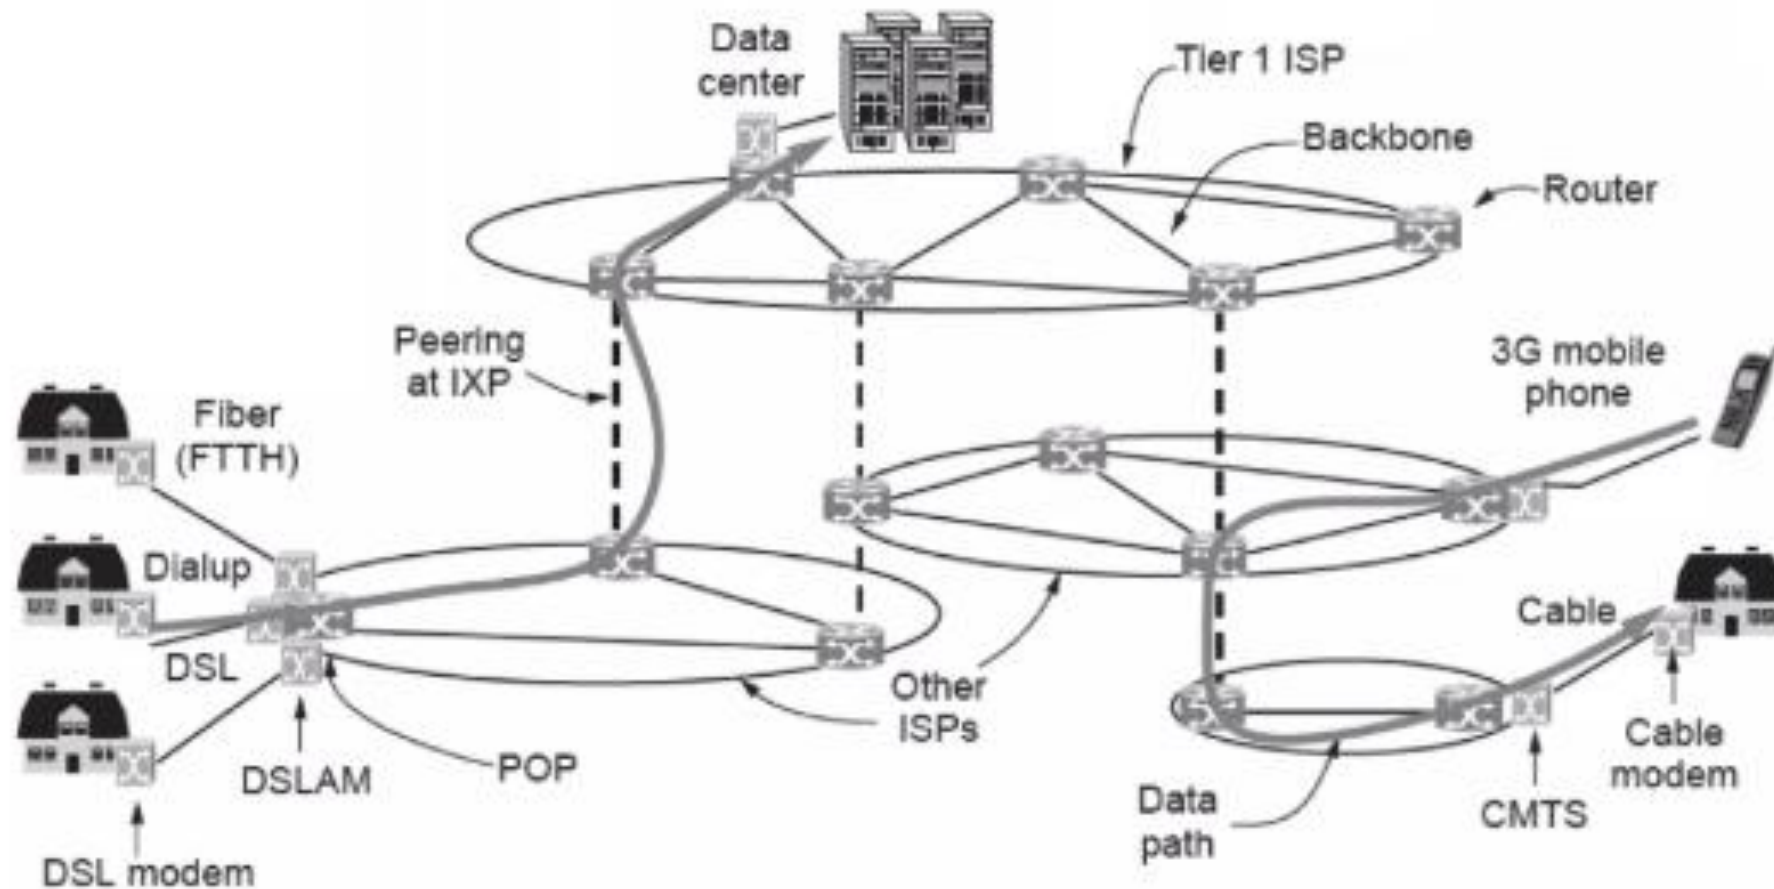 Data
center
Tier 1 ISP
Backbone
Router
Peering
at IXP
3G mobile
phone
Fiber
(FTTH)
Dialup
DSL
Other
ISPs
Cable
POP
DSLAM
DSL modem
Data
path
CMTS
Cable
modem